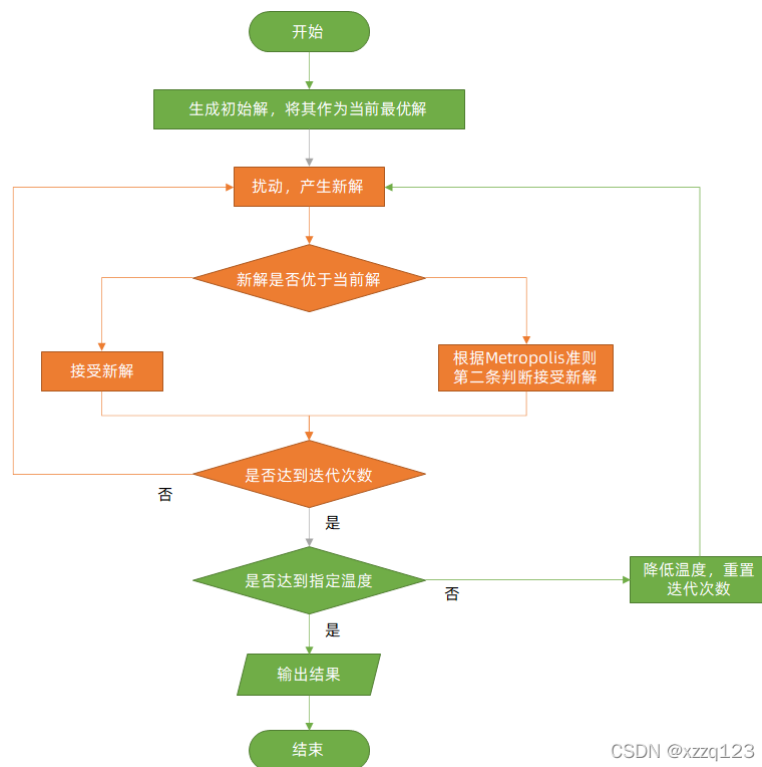 开始
生成初始解，将其作为当前最优解
扰动，产生新解
新解是否优于当前解
接受新解
根据Metropolis准则
第二条判断接受新解
是否达到迭代次数
否
是
是否达到指定温度
否
降低温度，重置
迭代次数
是
输出结果
结束
CSDN @xzzq123